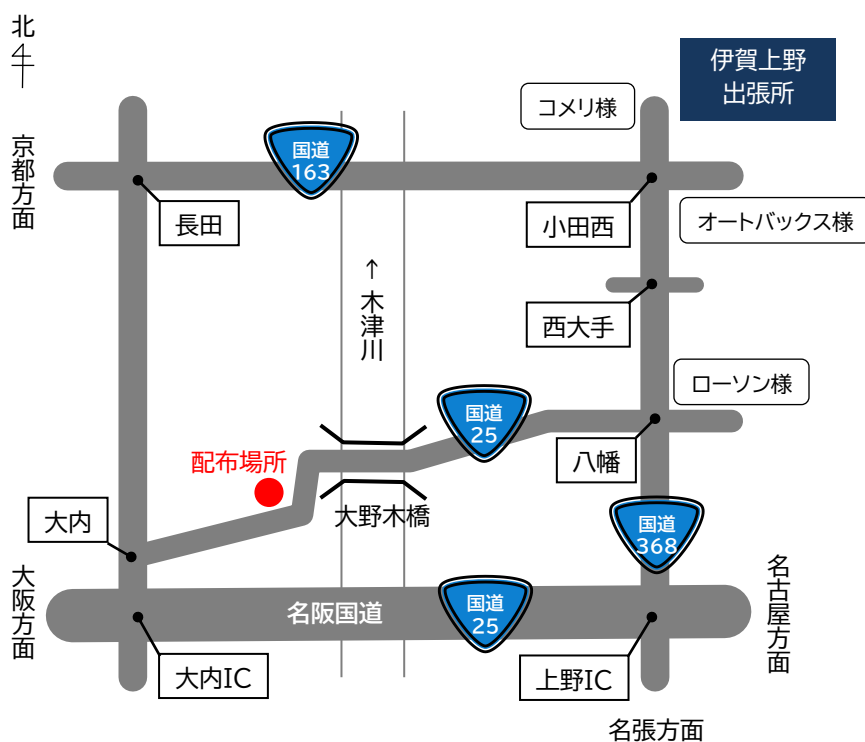 北
伊賀上野
出張所
コメリ様
京都方面
国道
163
長田
小田西
オートバックス様
↑木津川
西大手
ローソン様
国道
25
八幡
配布場所
大内
大野木橋
国道
368
大阪方面
名阪国道
国道
25
名古屋方面
大内IC
上野IC
名張方面